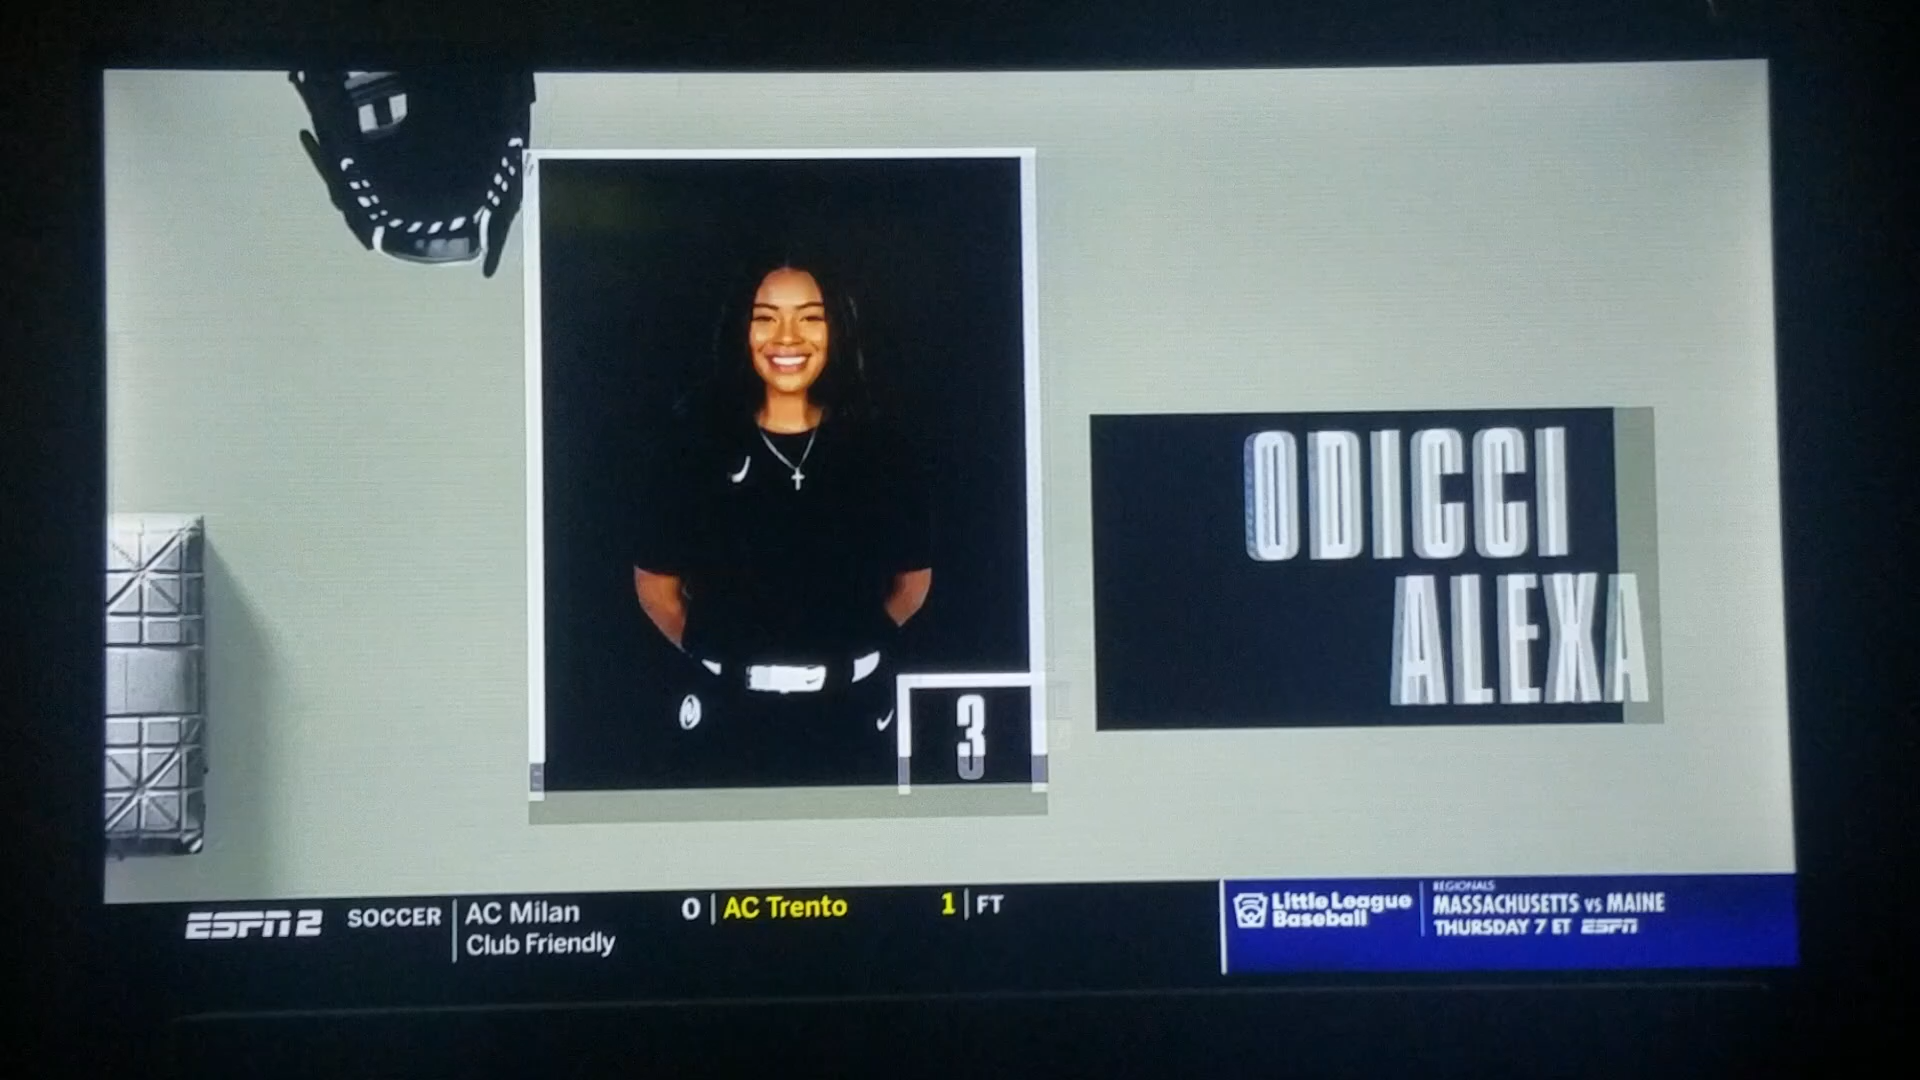 3
ODICCI
ALEXA
ESPN2
SOCCER
AC Milan 0
AC Trento 1
FT
Club Friendly
Little League
Baseball
REGIONALS
MASSACHUSETTS vs MAINE
THURSDAY 7 ET ESPN